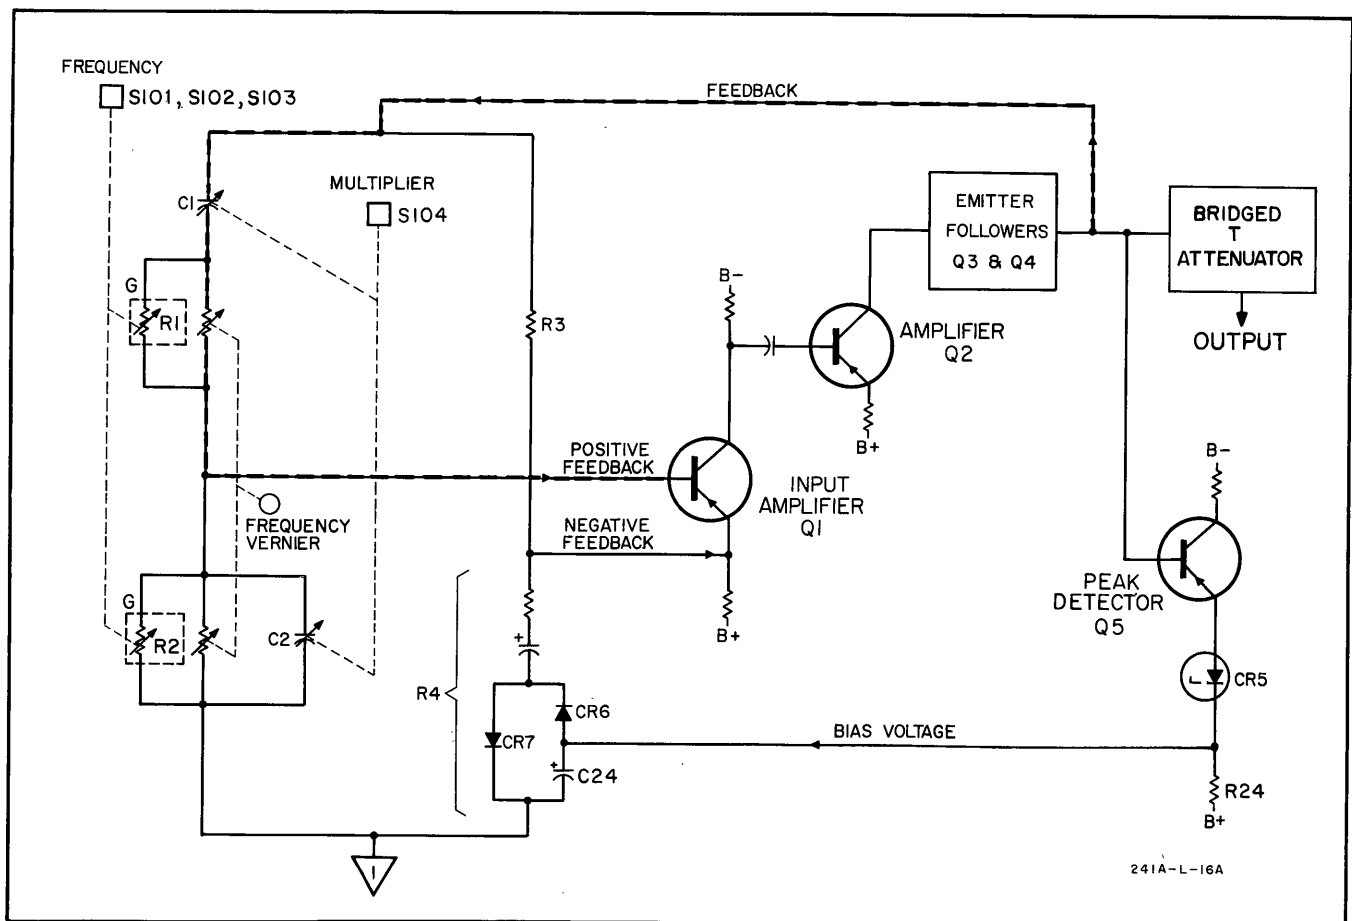 FREQUENCY
S101, S102, S103
FEEDBACK
MULTIPLIER
S104
C1
EMITTER
FOLLOWERS
Q3 & Q4
BRIDGED
T
ATTENUATOR
OUTPUT
B-
G
R1
R3
AMPLIFIER
Q2
B+
POSITIVE
FEEDBACK
INPUT
AMPLIFIER
Q1
B-
FREQUENCY
VERNIER
NEGATIVE
FEEDBACK
PEAK
DETECTOR
Q5
G
R2
C2
B+
R4
+
CR5
CR6
CR7
BIAS VOLTAGE
+
C24
R24
B+
1
241A-L-16A